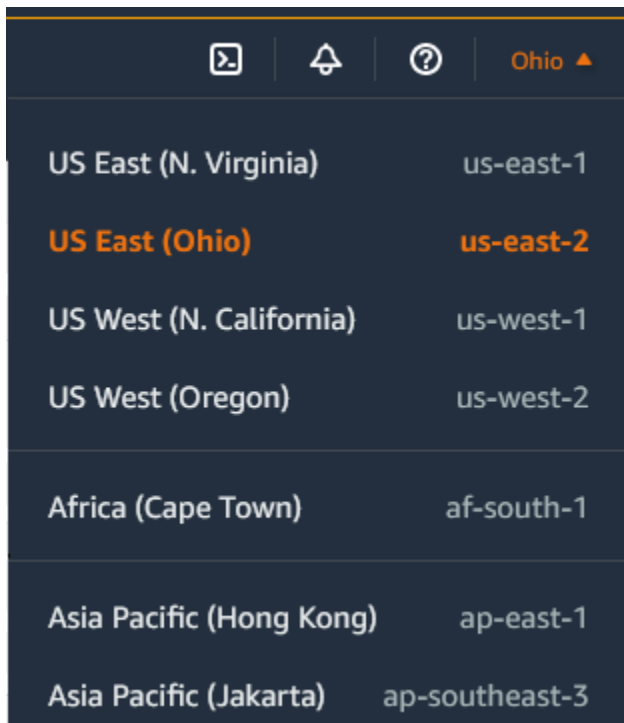 Ohio ▲
US East (N. Virginia) us-east-1
US East (Ohio) us-east-2
US West (N. California) us-west-1
US West (Oregon) us-west-2
Africa (Cape Town) af-south-1
Asia Pacific (Hong Kong) ap-east-1
Asia Pacific (Jakarta) ap-southeast-3